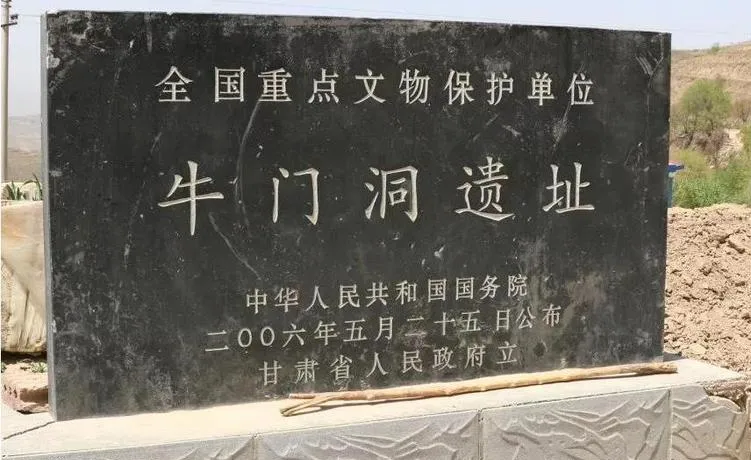 全国重点文物保护单位
牛门洞遗址
中华人民共和国国务院
二〇〇六年五月二十五日公布
甘肃省人民政府立